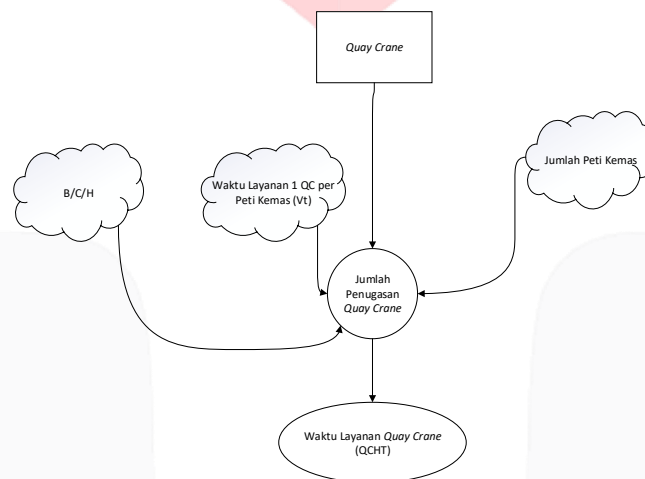 Quay Crane
B/C/H
Waktu Layanan 1 QC per
Peti Kemas (Vt)
Jumlah Peti Kemas
Jumlah
Penugasan
Quay Crane
Waktu Layanan Quay Crane
(QCHT)